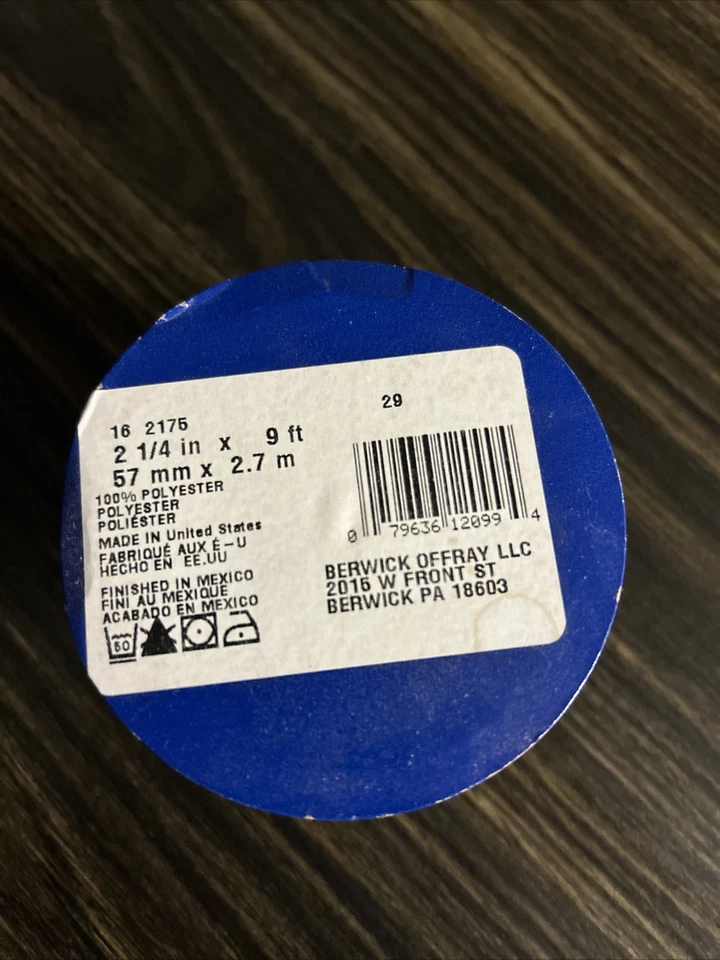 16 2175
2 1/4 in x 9 ft
57 mm x 2.7 m
100% POLYESTER
POLYESTER
POLIÉSTER
MADE IN United States
FABRIQUÉ AUX É-U
HECHO EN EE.UU
FINISHED IN MEXICO
FINI AU MEXIQUE
ACABADO EN MEXICO
50
29
0 79636 12099 4
BERWICK OFFRAY LLC
2015 W FRONT ST
BERWICK PA 18603